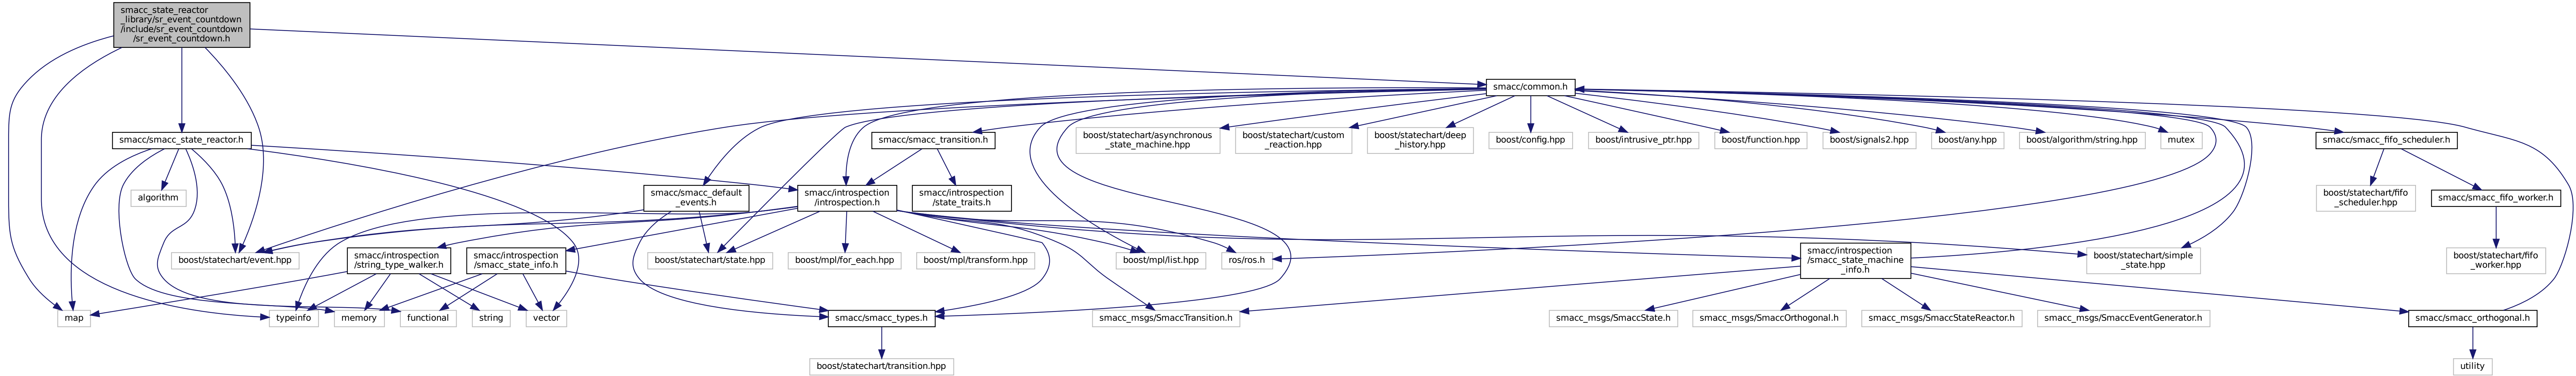 smacc_state_reactor
_library/sr_event_countdown
/include/sr_event_countdown
/sr_event_countdown.h
smacc/common.h
smacc/smacc_state_reactor.h
smacc/smacc_transition.h
boost/statechart/asynchronous
_state_machine.hpp
boost/statechart/custom
_reaction.hpp
boost/statechart/deep
_history.hpp
boost/config.hpp
boost/intrusive_ptr.hpp
boost/function.hpp
boost/signals2.hpp
boost/any.hpp
boost/algorithm/string.hpp
mutex
smacc/smacc_fifo_scheduler.h
algorithm
smacc/smacc_default
_events.h
smacc/introspection
/introspection.h
smacc/introspection
/state_traits.h
boost/statechart/fifo
_scheduler.hpp
smacc/smacc_fifo_worker.h
boost/statechart/event.hpp
smacc/introspection
/string_type_walker.h
smacc/introspection
/smacc_state_info.h
boost/statechart/state.hpp
boost/mpl/for_each.hpp
boost/mpl/transform.hpp
boost/mpl/list.hpp
ros/ros.h
smacc/introspection
/smacc_state_machine
_info.h
boost/statechart/simple
_state.hpp
boost/statechart/fifo
_worker.hpp
map
typeinfo
memory
functional
string
vector
smacc/smacc_types.h
smacc_msgs/SmaccTransition.h
smacc_msgs/SmaccState.h
smacc_msgs/SmaccOrthogonal.h
smacc_msgs/SmaccStateReactor.h
smacc_msgs/SmaccEventGenerator.h
smacc/smacc_orthogonal.h
boost/statechart/transition.hpp
utility